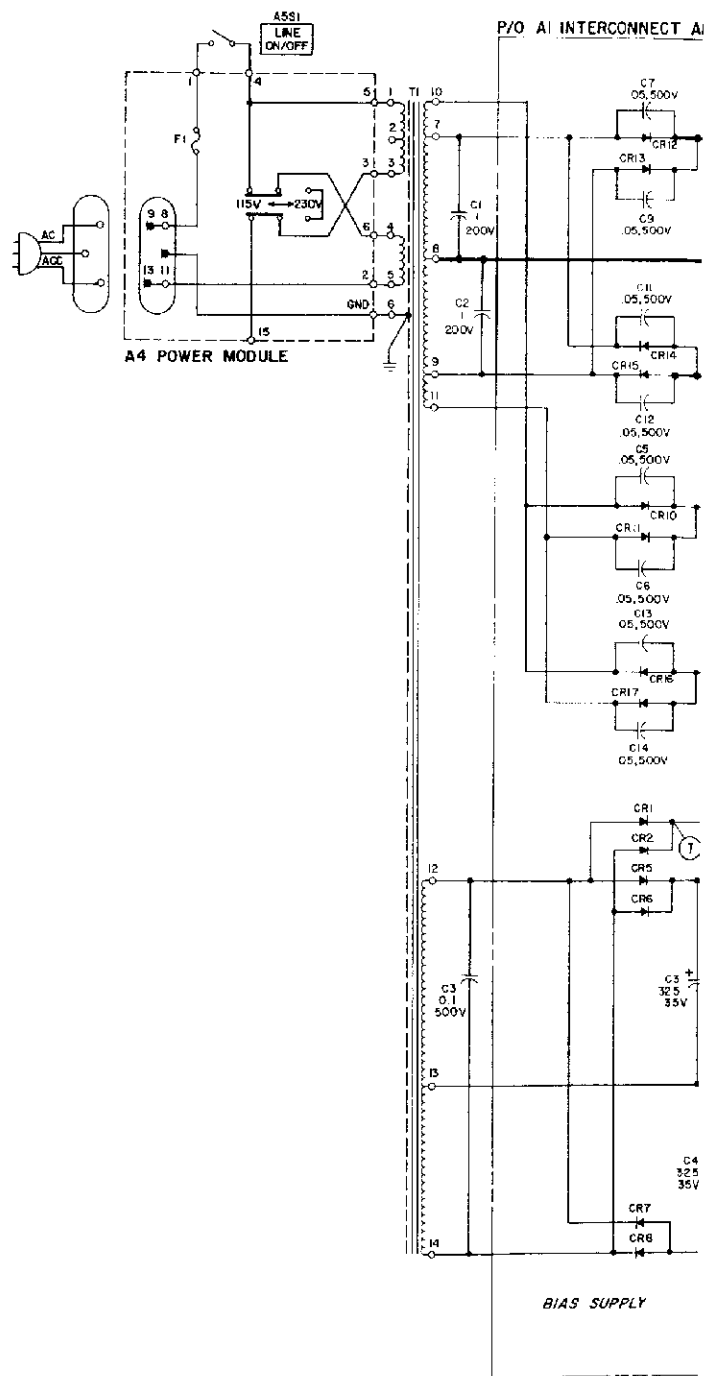 A5S1
LINE
ON/OFF
P/O A1 INTERCONNECT A
1
4
5
1
T1
10
C7
.05,500V
2
7
F1
CR12
CR13
3
3
C9
.05,500V
9 8
115V
230V
C1
.1
200V
AC
6
4
8
ACC
13 11
2
5
C2
.1
200V
C11
.05,500V
GND
6
15
CR14
A4 POWER MODULE
9
CR15
11
C12
.05,500V
C5
.05,500V
CR10
CR11
C6
.05,500V
C13
.05,500V
CR16
CR17
C14
.05,500V
CR1
CR2
7
12
CR5
CR6
C3
0.1
500V
C3
325
35V
+
13
C4
325
35V
CR7
14
CR8
BIAS SUPPLY